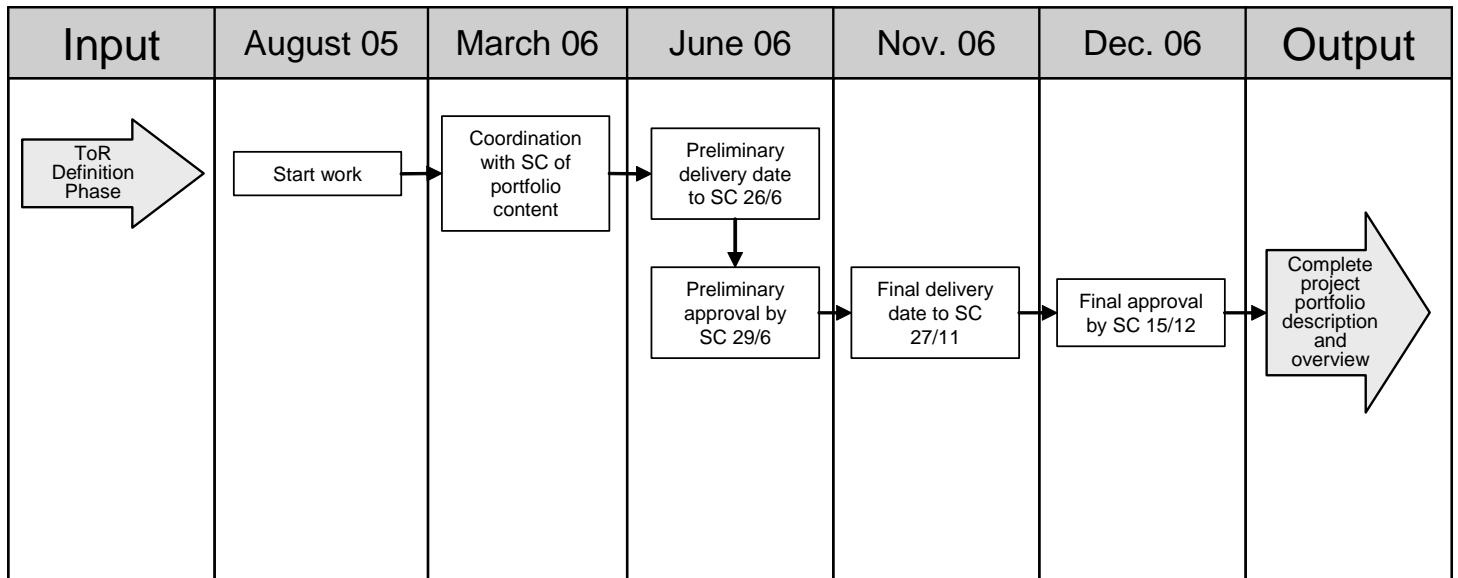 Input
August 05
March 06
June 06
Nov. 06
Dec. 06
Output
ToR
Definition
Phase
Start work
Coordination
with SC of
portfolio
content
Preliminary
delivery date
to SC 26/6
Preliminary
approval by
SC 29/6
Final delivery
date to SC
27/11
Final approval
by SC 15/12
Complete
project
portfolio
description
and
overview